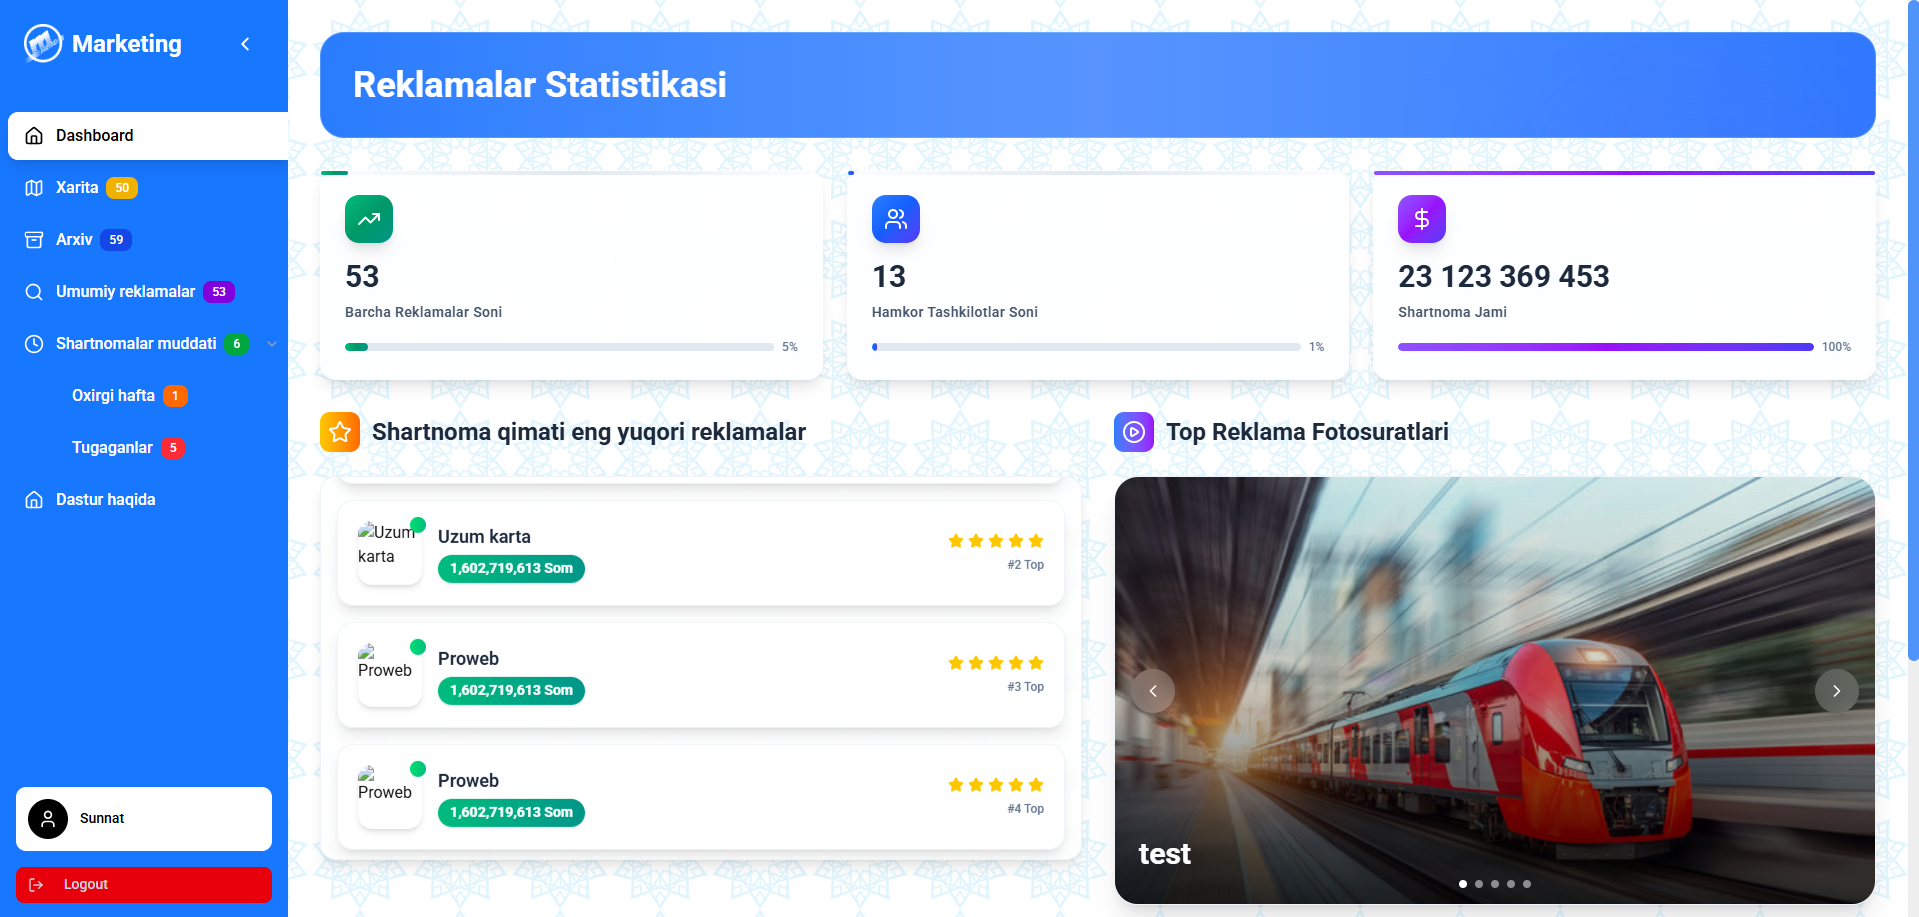 Marketing
Dashboard
Xarita 50
Arxiv 59
Umumiy reklamalar 53
Shartnomalar muddati 6
Oxirgi hafta 1
Tugaganlar 5
Dastur haqida
Sunnat
Logout
Reklamalar Statistikasi
53
Barcha Reklamalar Soni
5%
13
Hamkor Tashkilotlar Soni
1%
23 123 369 453
Shartnoma Jami
100%
Shartnoma qimati eng yuqori reklamalar
Uzum
karta
Uzum karta
1,602,719,613 Som
#2 Top
Proweb
Proweb
1,602,719,613 Som
#3 Top
Proweb
Proweb
1,602,719,613 Som
#4 Top
Top Reklama Fotosuratlari
test